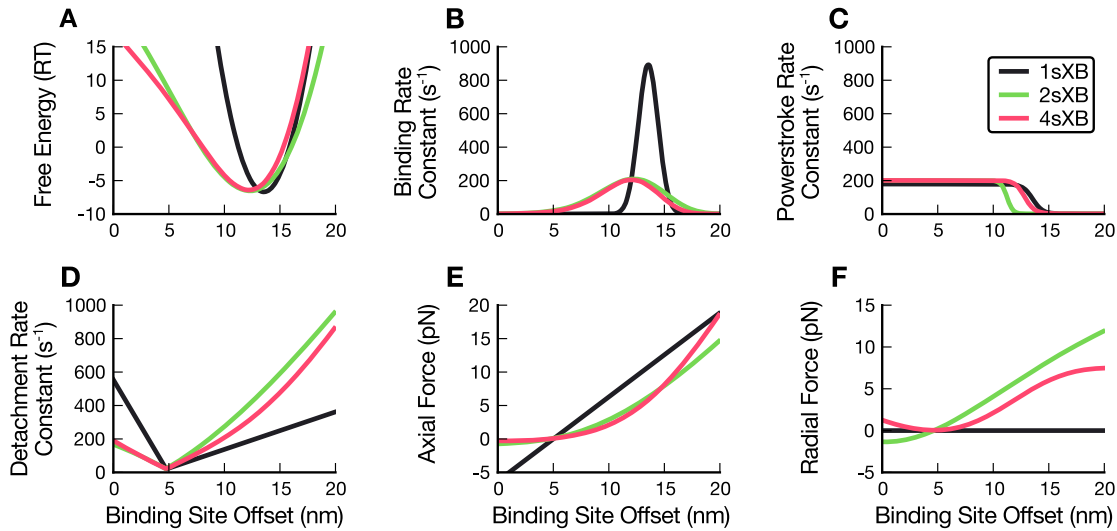 A
Free Energy (RT)
15
10
5
0
-5
-10
0 5 10 15 20
B
Binding Rate
Constant (s⁻¹)
1000
800
600
400
200
0
0 5 10 15 20
C
Powerstroke Rate
Constant (s⁻¹)
1000
800
600
400
200
0
0 5 10 15 20
1sXB
2sXB
4sXB
D
Detachment Rate
Constant (s⁻¹)
1000
800
600
400
200
0
0 5 10 15 20
Binding Site Offset (nm)
E
Axial Force (pN)
20
15
10
5
0
-5
0 5 10 15 20
Binding Site Offset (nm)
F
Radial Force (pN)
15
10
5
0
-5
0 5 10 15 20
Binding Site Offset (nm)